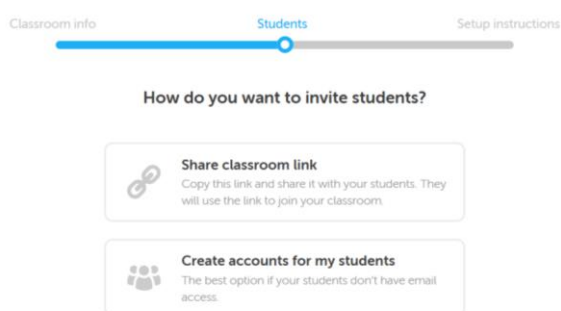 Classroom info Students Setup instructions
How do you want to invite students?
Share classroom link
Copy this link and share it with your students. They
will use the link to join your classroom.
Create accounts for my students
The best option if your students don't have email
access.